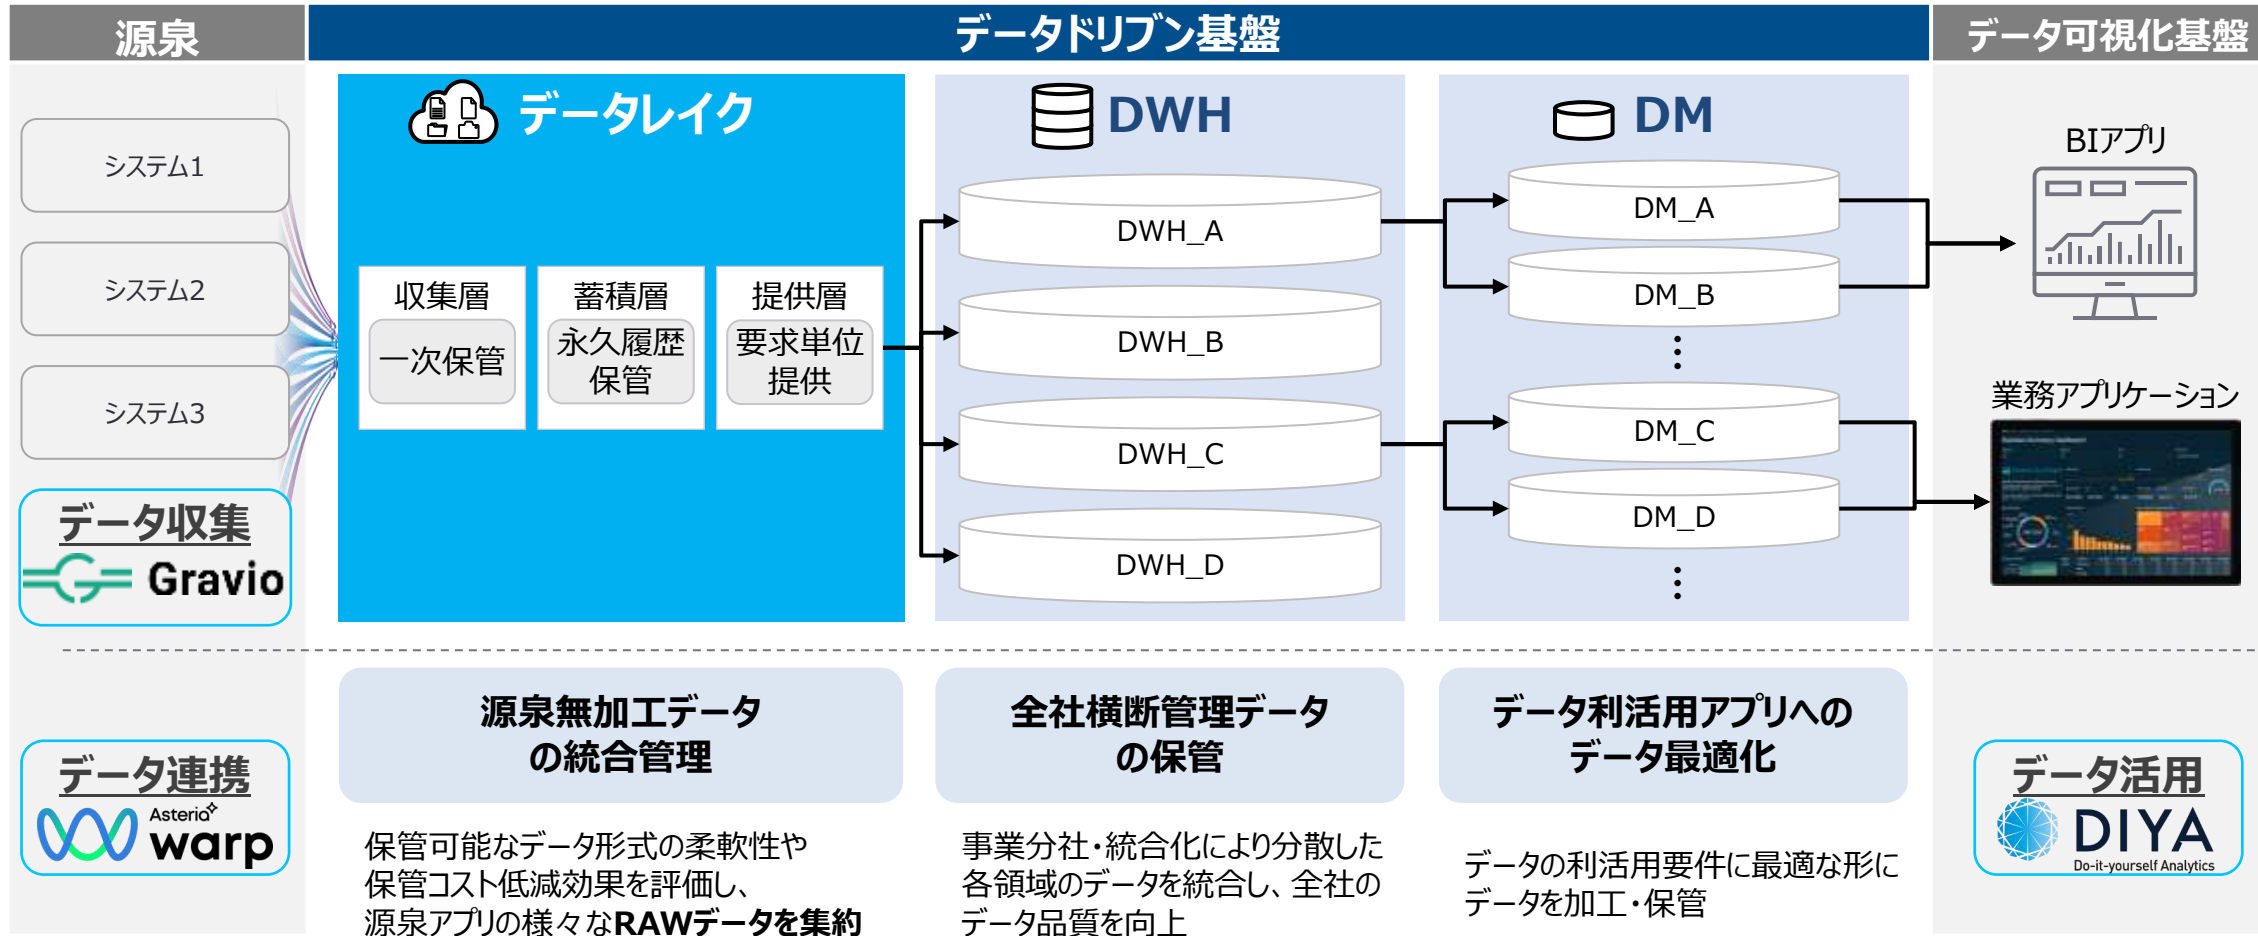 源泉
データドリブン基盤
データ可視化基盤
システム1
システム2
システム3
データ収集
Gravio
データ連携
Asteria
warp
データレイク
収集層
一次保管
蓄積層
永久履歴
保管
提供層
要求単位
提供
DWH
DWH_A
DWH_B
DWH_C
DWH_D
DM
DM_A
DM_B
DM_C
DM_D
BIアプリ
業務アプリケーション
源泉無加工データ
の統合管理
保管可能なデータ形式の柔軟性や
保管コスト低減効果を評価し、
源泉アプリの様々なRAWデータを集約
全社横断管理データ
の保管
事業分社・統合化により分散した
各領域のデータを統合し、全社の
データ品質を向上
データ利活用アプリへの
データ最適化
データの利活用要件に最適な形に
データを加工・保管
データ活用
DIYA
Do-it-yourself Analytics